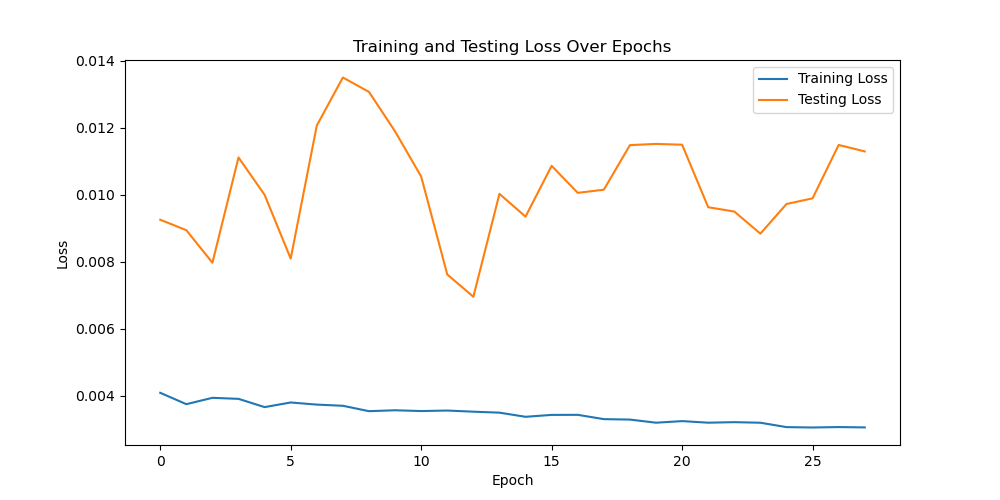 Training and Testing Loss Over Epochs
Training Loss
Testing Loss
0.014
0.012
0.010
0.008
0.006
0.004
Loss
0 5 10 15 20 25
Epoch